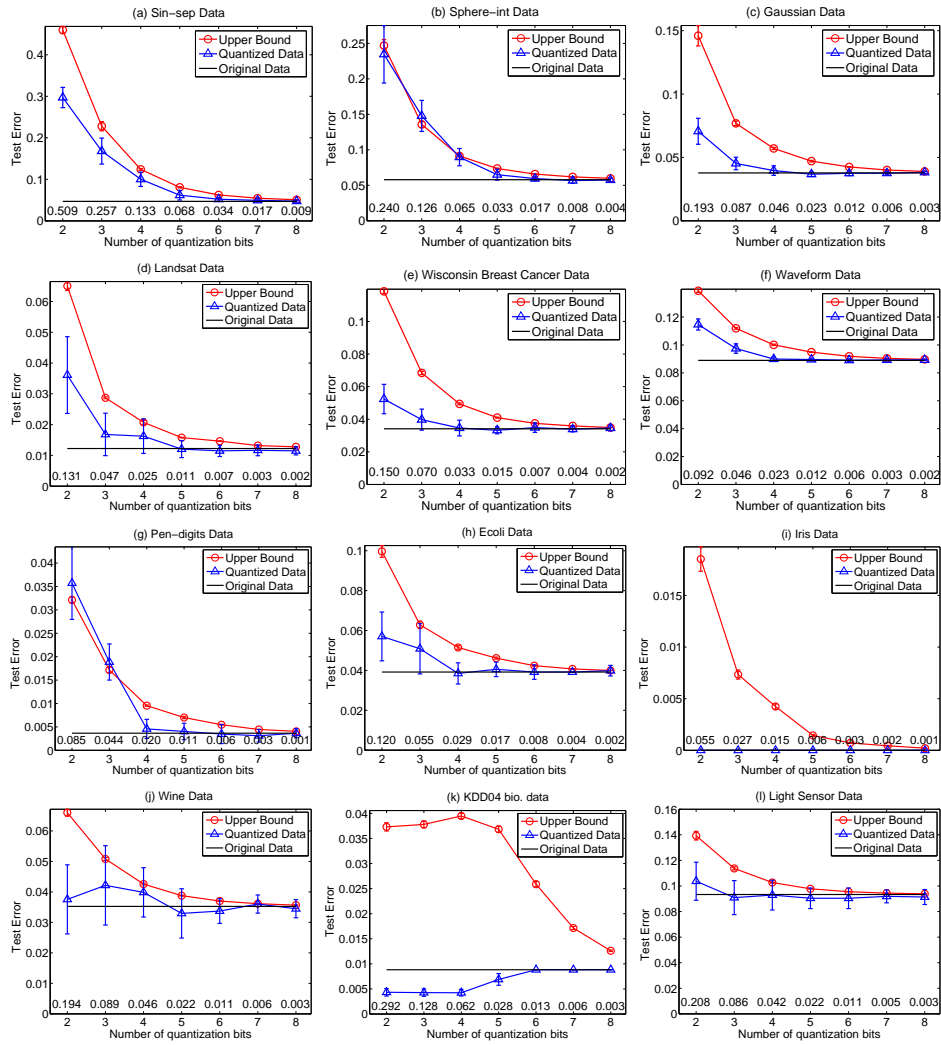 (a) Sin−sep Data
Upper Bound
Quantized Data
Original Data
Test Error
0.4
0.3
0.2
0.1
0
0.509 0.257 0.133 0.068 0.034 0.017 0.009
2 3 4 5 6 7 8
Number of quantization bits
(b) Sphere−int Data
Upper Bound
Quantized Data
Original Data
Test Error
0.25
0.20
0.15
0.10
0.05
0
0.240 0.126 0.065 0.033 0.017 0.008 0.004
2 3 4 5 6 7 8
Number of quantization bits
(c) Gaussian Data
Upper Bound
Quantized Data
Original Data
Test Error
0.15
0.10
0.05
0
0.193 0.087 0.046 0.023 0.012 0.006 0.003
2 3 4 5 6 7 8
Number of quantization bits
(d) Landsat Data
Upper Bound
Quantized Data
Original Data
Test Error
0.06
0.05
0.04
0.03
0.02
0.01
0
0.131 0.047 0.025 0.011 0.007 0.003 0.002
2 3 4 5 6 7 8
Number of quantization bits
(e) Wisconsin Breast Cancer Data
Upper Bound
Quantized Data
Original Data
Test Error
0.12
0.1
0.08
0.06
0.04
0.02
0
0.150 0.070 0.033 0.015 0.007 0.004 0.002
2 3 4 5 6 7 8
Number of quantization bits
(f) Waveform Data
Upper Bound
Quantized Data
Original Data
Test Error
0.12
0.1
0.08
0.06
0.04
0.02
0
0.092 0.046 0.023 0.012 0.006 0.003 0.002
2 3 4 5 6 7 8
Number of quantization bits
(g) Pen−digits Data
Upper Bound
Quantized Data
Original Data
Test Error
0.04
0.035
0.03
0.025
0.02
0.015
0.01
0.005
0
0.085 0.044 0.020 0.011 0.006 0.003 0.001
2 3 4 5 6 7 8
Number of quantization bits
(h) Ecoli Data
Upper Bound
Quantized Data
Original Data
Test Error
0.1
0.08
0.06
0.04
0.02
0
0.120 0.055 0.029 0.017 0.008 0.004 0.002
2 3 4 5 6 7 8
Number of quantization bits
(i) Iris Data
Upper Bound
Quantized Data
Original Data
Test Error
0.015
0.01
0.005
0
0.055 0.027 0.015 0.006 0.003 0.002 0.001
2 3 4 5 6 7 8
Number of quantization bits
(j) Wine Data
Upper Bound
Quantized Data
Original Data
Test Error
0.06
0.05
0.04
0.03
0.02
0.01
0
0.194 0.089 0.046 0.022 0.011 0.006 0.003
2 3 4 5 6 7 8
Number of quantization bits
(k) KDD04 bio. data
Upper Bound
Quantized Data
Original Data
Test Error
0.04
0.035
0.03
0.025
0.02
0.015
0.01
0.005
0
0.292 0.128 0.062 0.028 0.013 0.006 0.003
2 3 4 5 6 7 8
Number of quantization bits
(l) Light Sensor Data
Upper Bound
Quantized Data
Original Data
Test Error
0.16
0.14
0.12
0.1
0.08
0.06
0.04
0.02
0
0.208 0.086 0.042 0.022 0.011 0.005 0.003
2 3 4 5 6 7 8
Number of quantization bits